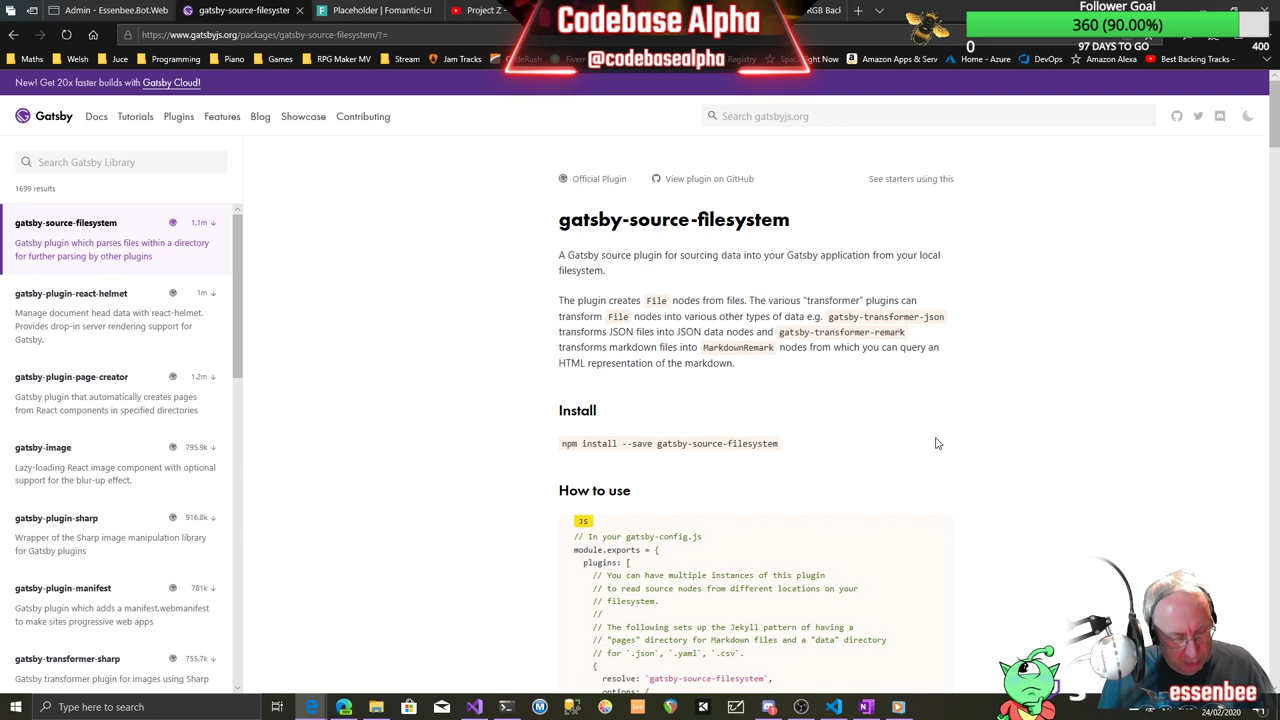 Essenbee.Bot.Web
gatsby-source-filesystem
Placeholder | Fomantic-UI
Project Z
RGB Bacl
https://www.gatsbyjs.org/packages/gatsby-source-filesystem/?=
Codebase Alpha
@codebasealpha
Follower Goal
360 (90.00%)
0
97 DAYS TO GO
400
Maths
Welsh
Juce
Programming
Piano
Games
RPG Maker MV
Stream
Jam Tracks
CodeRush
Fiverr
Registry
Space
Fight Now
Amazon Apps & Serv
Home - Azure
DevOps
Amazon Alexa
Best Backing Tracks -
New! Get 20x faster builds with Gatsby Cloud!
Gatsby
Docs
Tutorials
Plugins
Features
Blog
Showcase
Contributing
Search gatsbyjs.org
Search Gatsby Library
1699 results
gatsby-source-filesystem
1.1m ↓
Gatsby plugin which parses files within a directory
for further parsing by other plugins
gatsby-plugin-react-helmet
1m ↓
Manage document head data with react-helmet.
Provides drop-in server rendering support for
Gatsby.
gatsby-plugin-page-creator
1.2m ↓
Gatsby plugin that automatically creates pages
from React components in specified directories
gatsby-image
795.9k ↓
Lazy-loading React image component with optional
support for the blur-up effect.
gatsby-plugin-sharp
916.8k ↓
Wrapper of the Sharp image manipulation library
for Gatsby plugins
gatsby-plugin-manifest
781k ↓
Gatsby plugin which adds a manifest.webmanifest
to make sites progressive web apps
gatsby-transformer-sharp
755.7k ↓
Gatsby transformer plugin for images using Sharp
Official Plugin
View plugin on GitHub
See starters using this
gatsby-source-filesystem
A Gatsby source plugin for sourcing data into your Gatsby application from your local
filesystem.
The plugin creates File nodes from files. The various “transformer” plugins can
transform File nodes into various other types of data e.g. gatsby-transformer-json
transforms JSON files into JSON data nodes and gatsby-transformer-remark
transforms markdown files into MarkdownRemark nodes from which you can query an
HTML representation of the markdown.
Install
npm install --save gatsby-source-filesystem
How to use
JS
// In your gatsby-config.js
module.exports = {
plugins: [
// You can have multiple instances of this plugin
// to read source nodes from different locations on your
// filesystem.
//
// The following sets up the Jekyll pattern of having a
// "pages" directory for Markdown files and a "data" directory
// for `.json`, `.yaml`, `.csv`.
{
resolve: `gatsby-source-filesystem`,
options: {
essenbee
Type here to search
24/02/2020